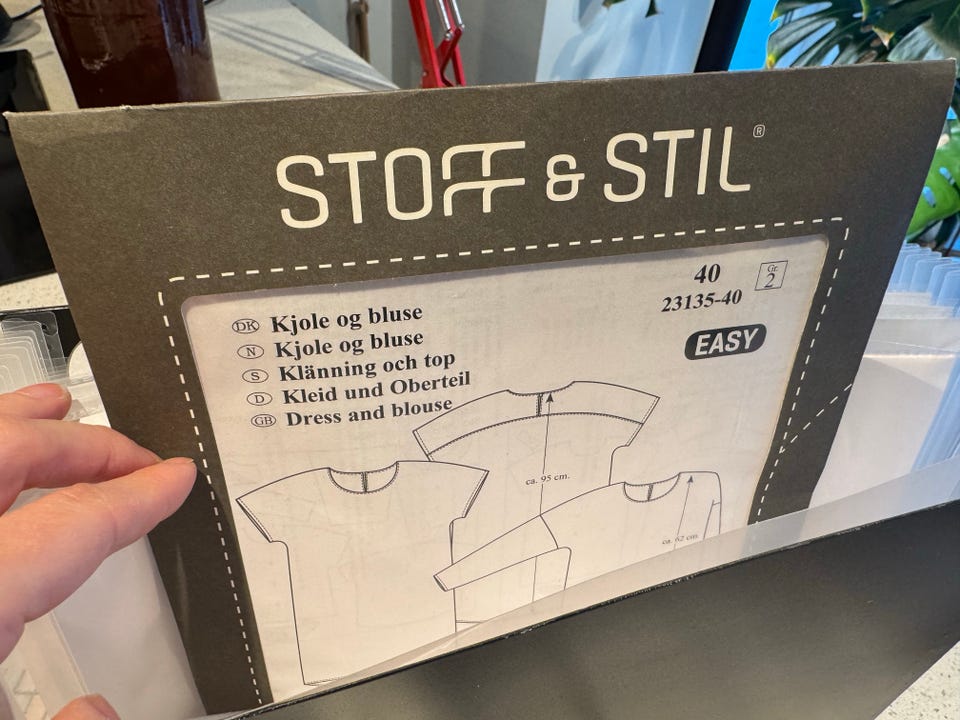 STOFF & STIL ®
40
Gr. 2
23135-40
EASY
DK Kjole og bluse
N Kjole og bluse
S Klänning och top
D Kleid und Oberteil
GB Dress and blouse
ca. 95 cm.
ca. 62 cm.